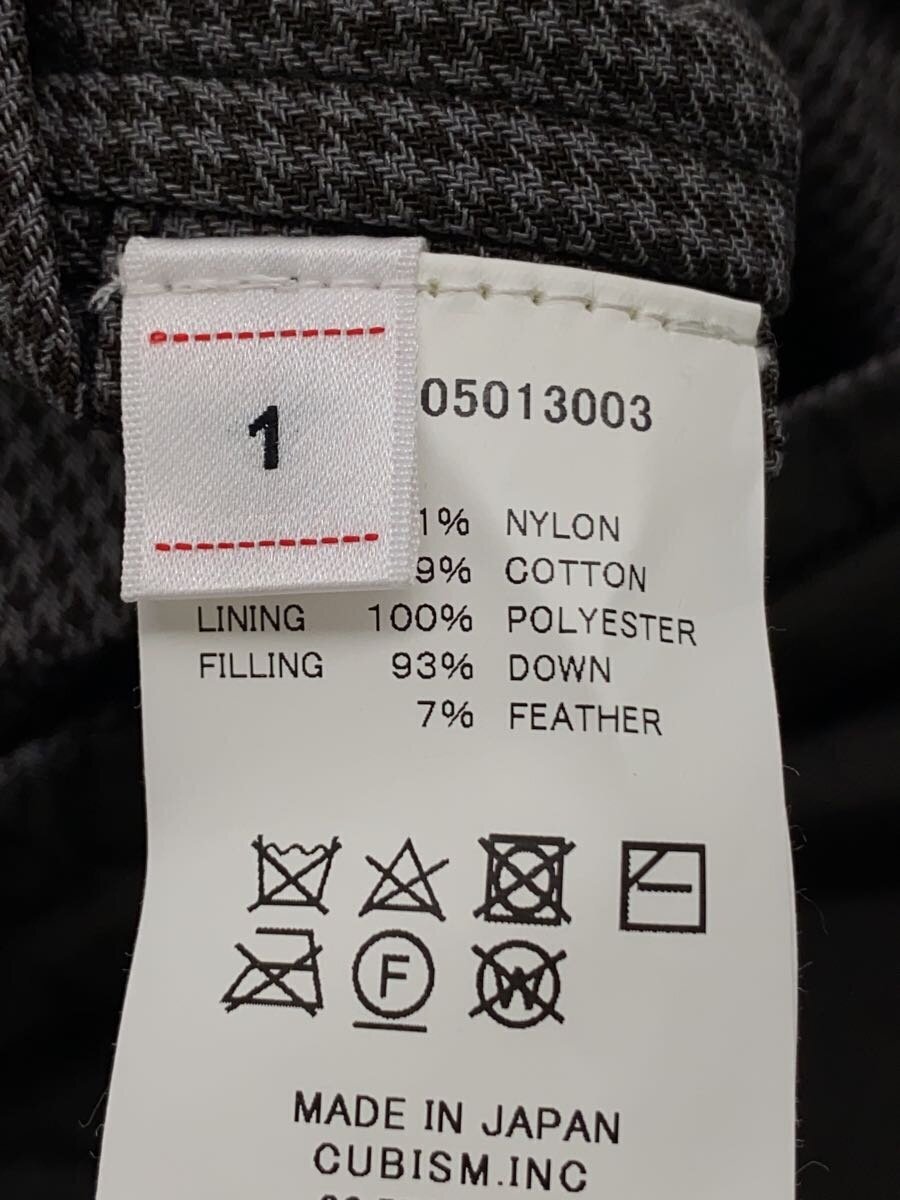 1
05013003
1% NYLON
9% COTTON
LINING 100% POLYESTER
FILLING 93% DOWN
7% FEATHER
F
W
MADE IN JAPAN
CUBISM.INC